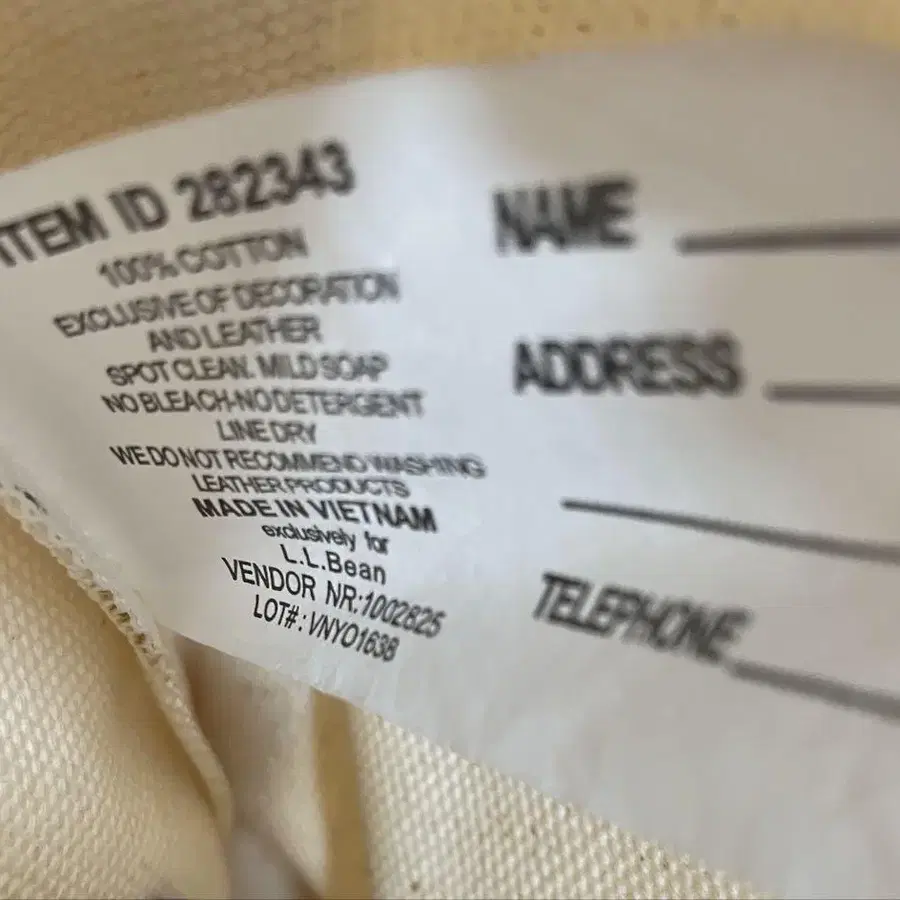 ITEM ID 282343
100% COTTON
EXCLUSIVE OF DECORATION
AND LEATHER
SPOT CLEAN. MILD SOAP
NO BLEACH-NO DETERGENT
LINE DRY
WE DO NOT RECOMMEND WASHING
LEATHER PRODUCTS
MADE IN VIETNAM
exclusively for
L.L.Bean
VENDOR NR:1002625
LOT#: VNYO1638
NAME
ADDRESS
TELEPHONE